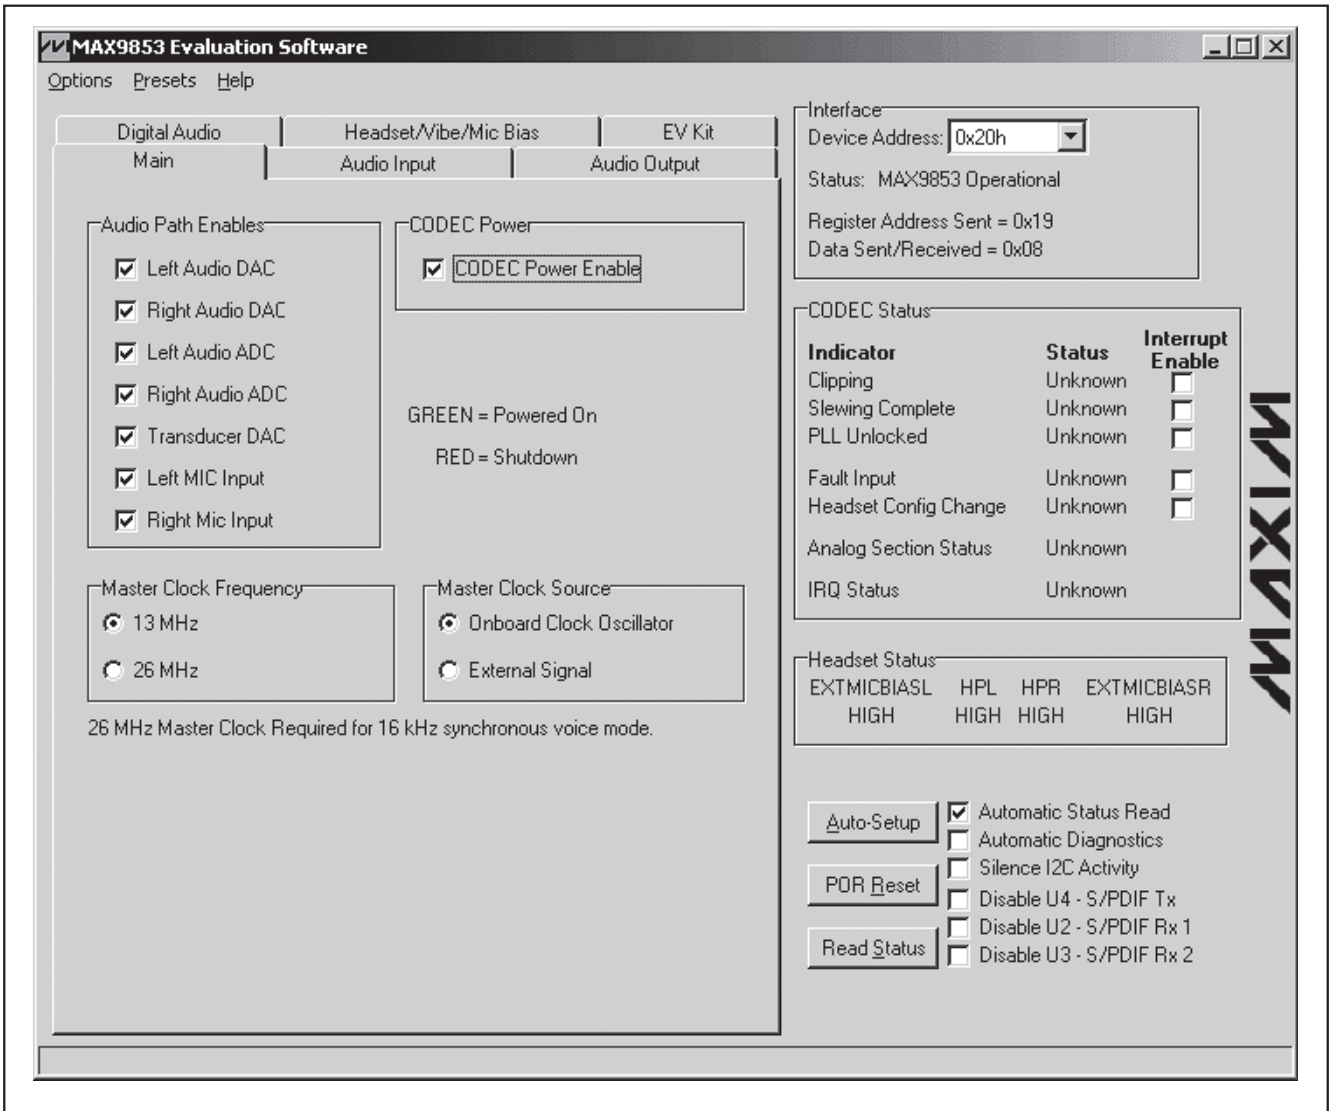 MAX9853 Evaluation Software
Options Presets Help
Digital Audio Headset/Vibe/Mic Bias EV Kit
Main Audio Input Audio Output
Audio Path Enables
Left Audio DAC
Right Audio DAC
Left Audio ADC
Right Audio ADC
Transducer DAC
Left MIC Input
Right Mic Input
CODEC Power
CODEC Power Enable
GREEN = Powered On
RED = Shutdown
Master Clock Frequency
13 MHz
26 MHz
Master Clock Source
Onboard Clock Oscillator
External Signal
26 MHz Master Clock Required for 16 kHz synchronous voice mode.
Interface
Device Address: 0x20h
Status: MAX9853 Operational
Register Address Sent = 0x19
Data Sent/Received = 0x08
CODEC Status
Indicator Status Interrupt Enable
Clipping Unknown
Slewing Complete Unknown
PLL Unlocked Unknown
Fault Input Unknown
Headset Config Change Unknown
Analog Section Status Unknown
IRQ Status Unknown
Headset Status
EXTMICBIASL HPL HPR EXTMICBIASR
HIGH HIGH HIGH HIGH
Auto-Setup
POR Reset
Read Status
Automatic Status Read
Automatic Diagnostics
Silence I2C Activity
Disable U4 - S/PDIF Tx
Disable U2 - S/PDIF Rx 1
Disable U3 - S/PDIF Rx 2
MAXIM